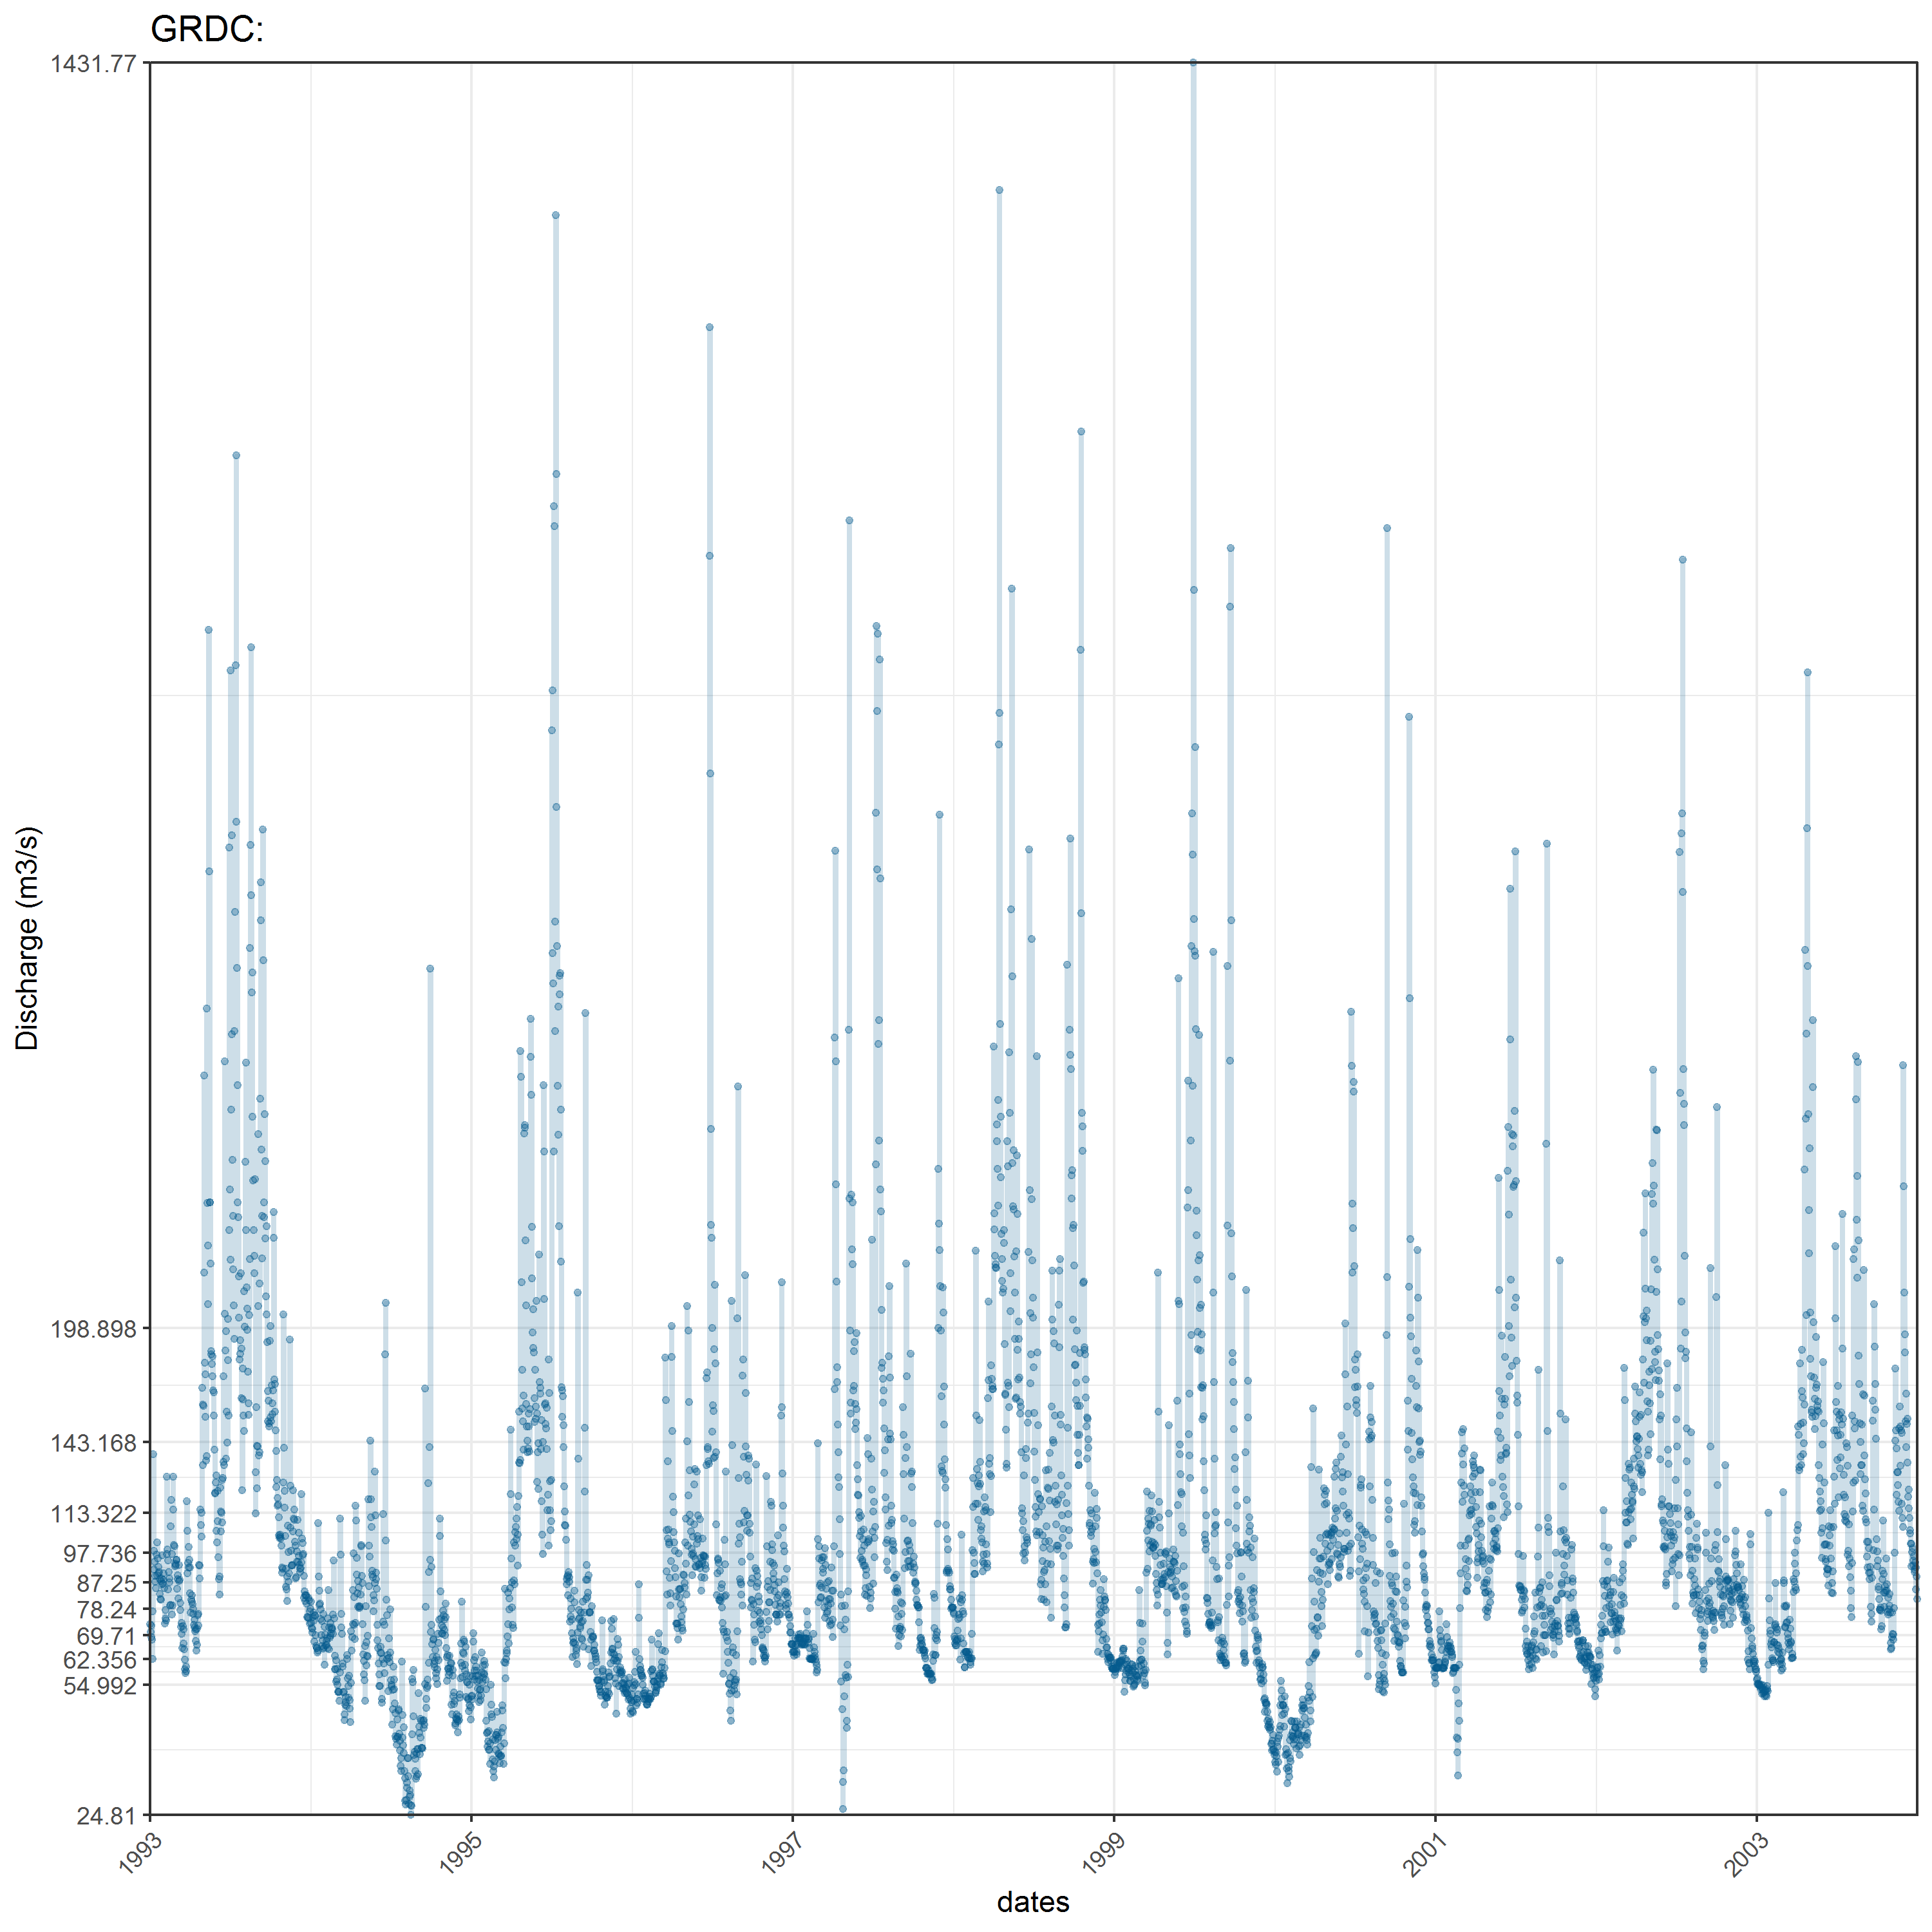 GRDC:
1431.77
198.898
143.168
113.322
97.736
87.25
78.24
69.71
62.356
54.992
24.81
Discharge (m3/s)
1993 1995 1997 1999 2001 2003
dates